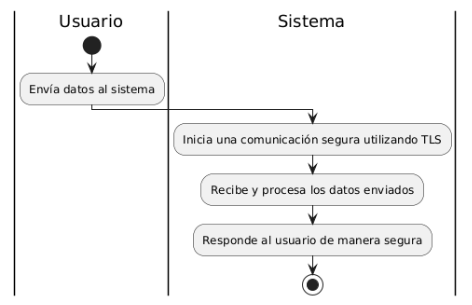 Usuario
Sistema
Envía datos al sistema
Inicia una comunicación segura utilizando TLS
Recibe y procesa los datos enviados
Responde al usuario de manera segura